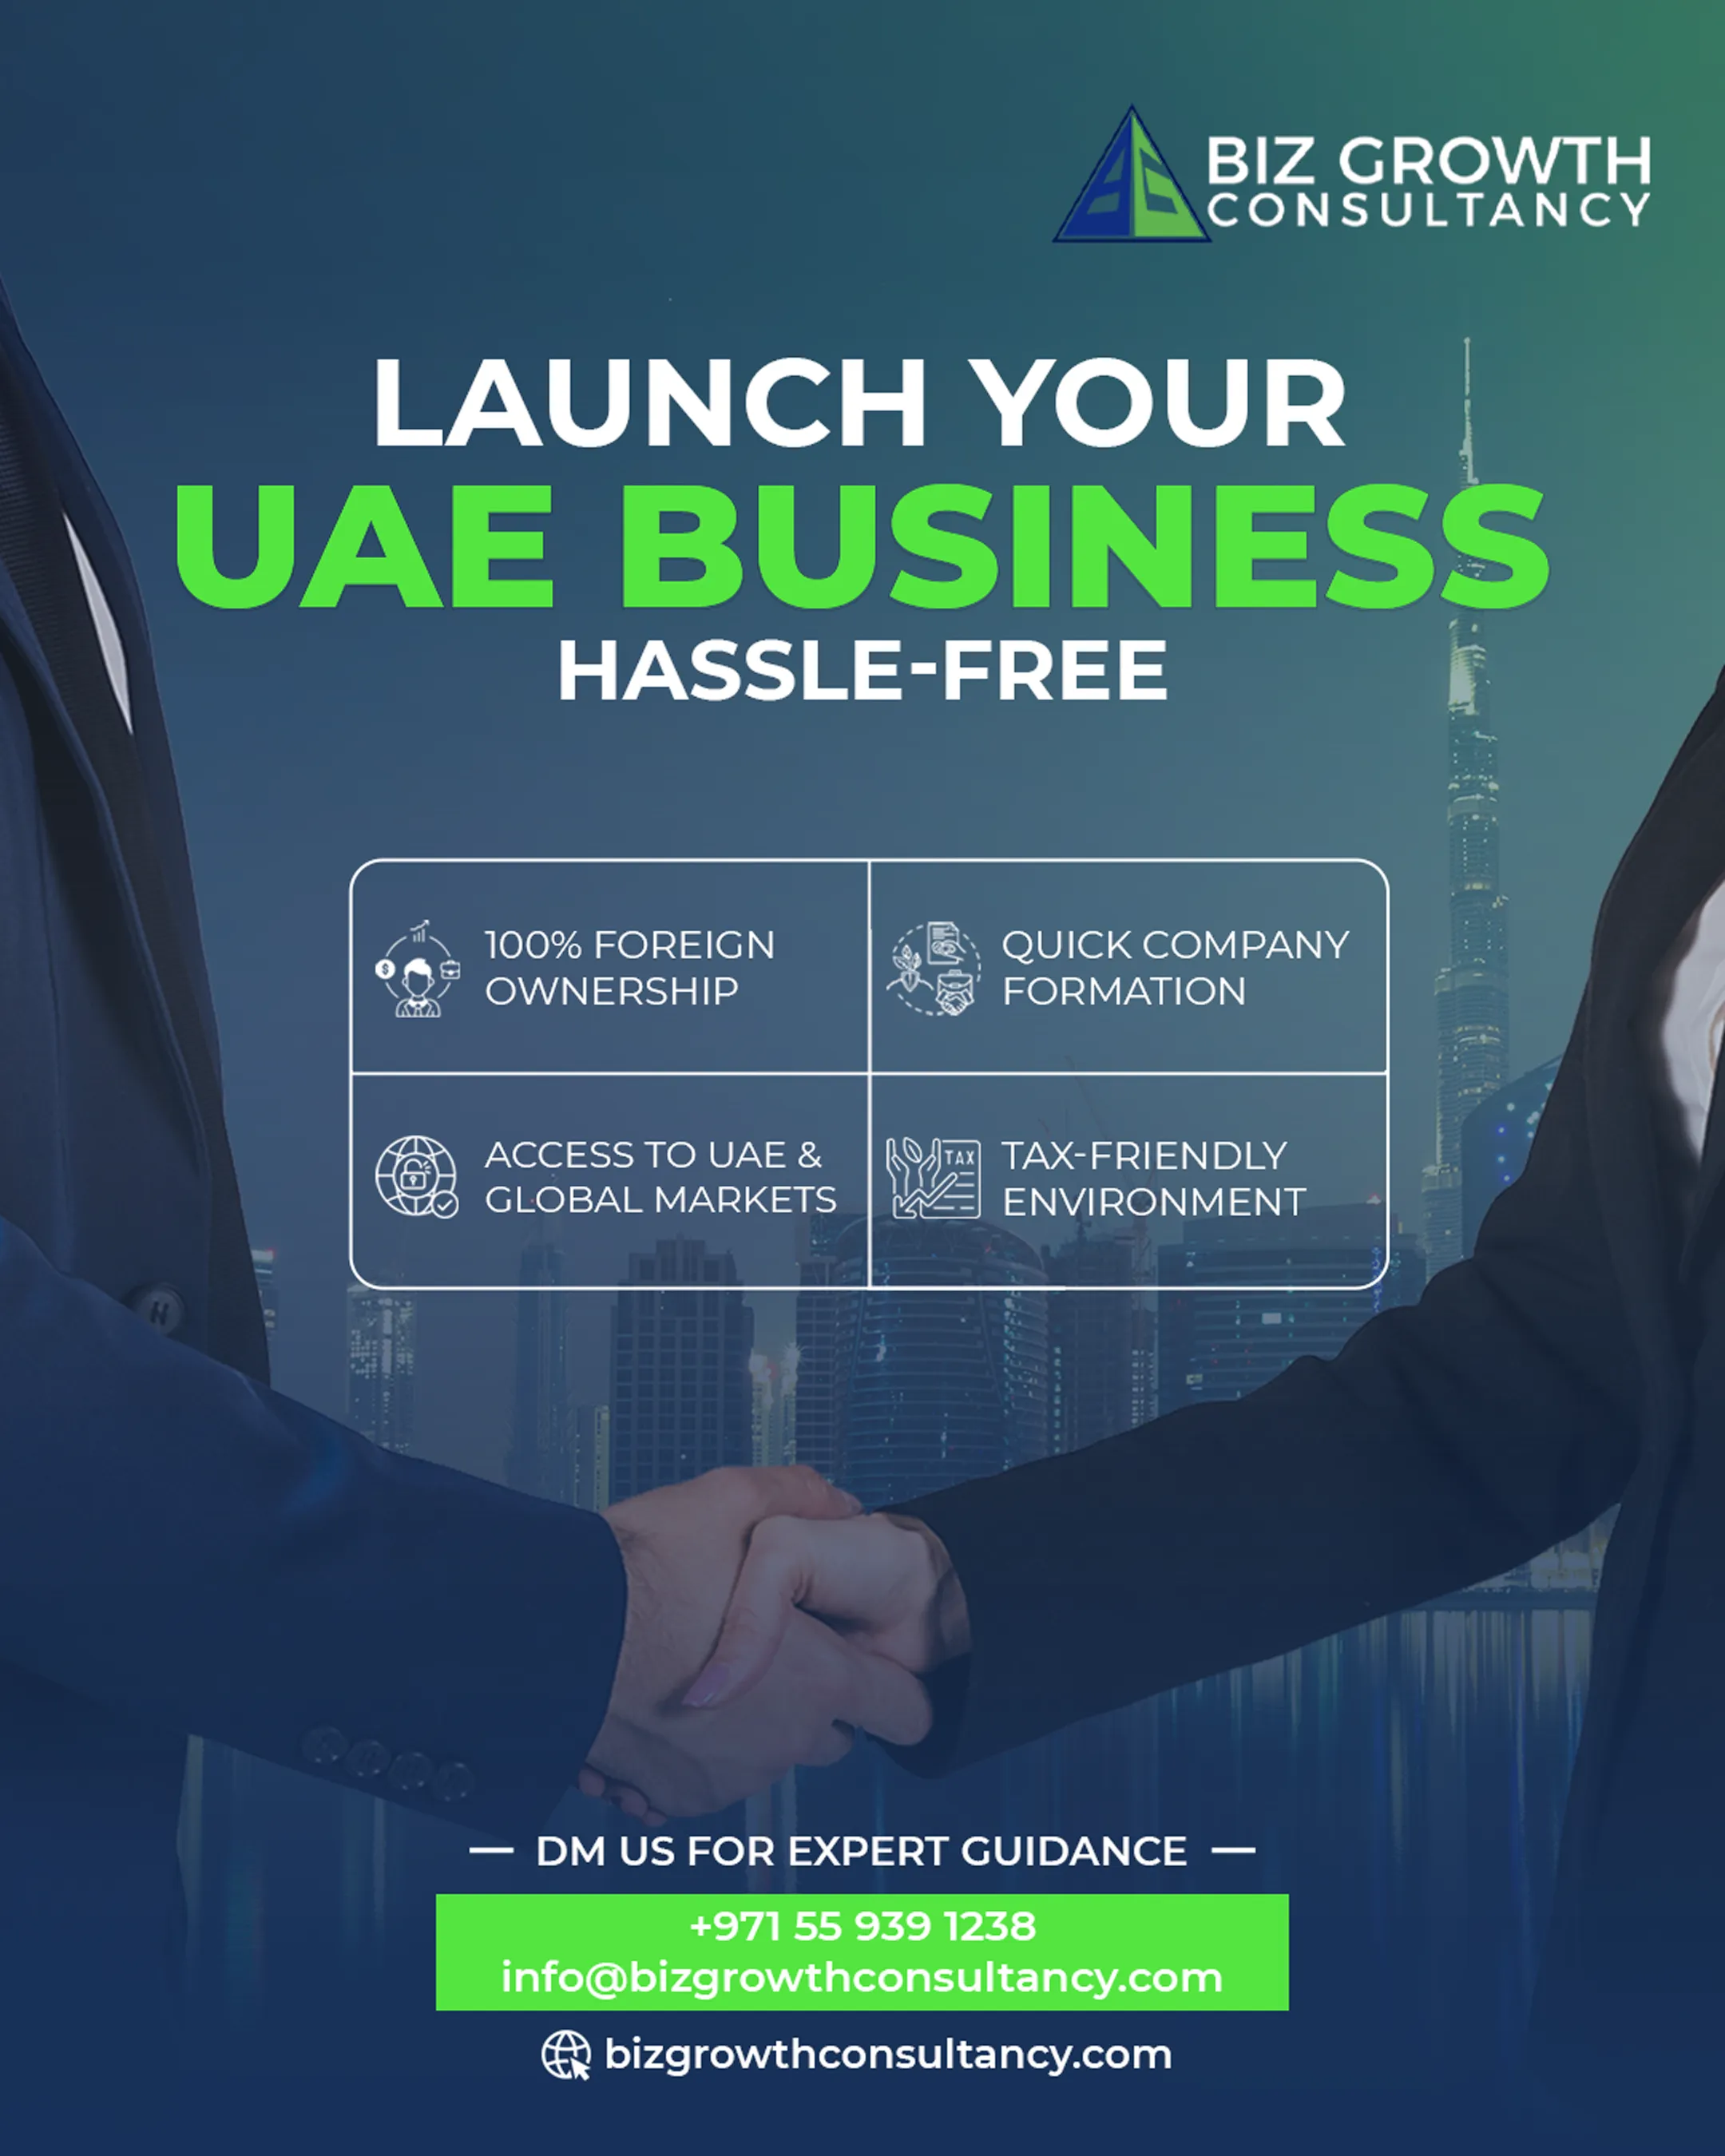 BIZ GROWTH
CONSULTANCY
LAUNCH YOUR
UAE BUSINESS
HASSLE-FREE
100% FOREIGN
OWNERSHIP
QUICK COMPANY
FORMATION
ACCESS TO UAE &
GLOBAL MARKETS
TAX
TAX-FRIENDLY
ENVIRONMENT
— DM US FOR EXPERT GUIDANCE —
+971 55 939 1238
info@bizgrowthconsultancy.com
bizgrowthconsultancy.com